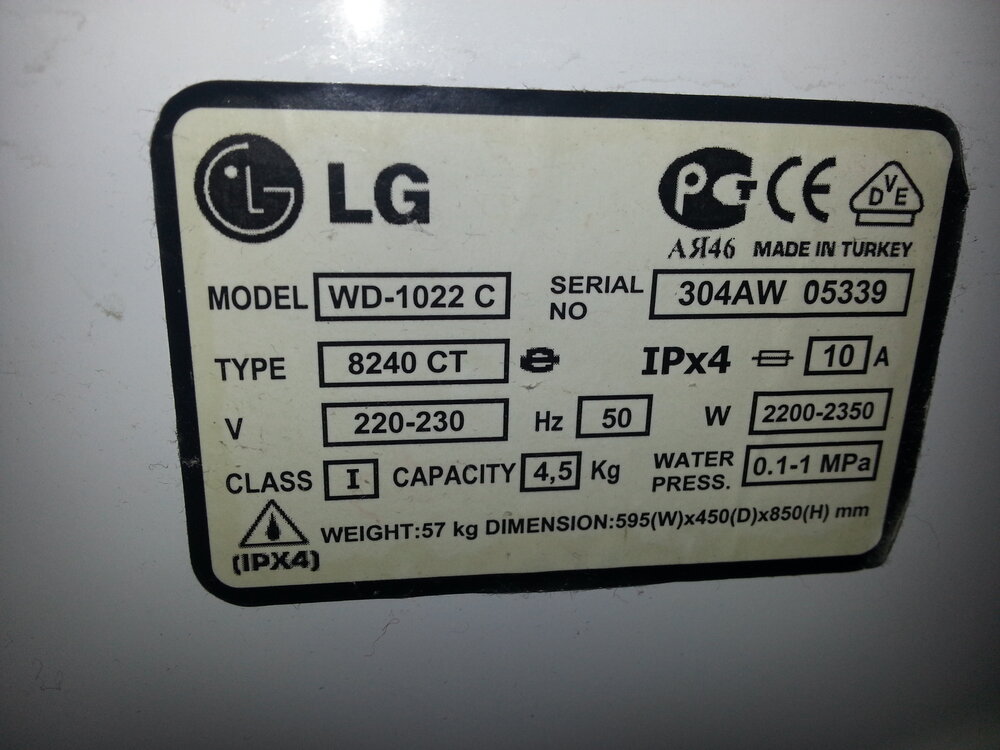 LG
PG CE DVE
АЯ46 MADE IN TURKEY
MODEL WD-1022 C SERIAL NO 304AW 05339
TYPE 8240 CT IPx4 10 A
V 220-230 Hz 50 W 2200-2350
CLASS I CAPACITY 4,5 Kg WATER PRESS. 0.1-1 MPa
WEIGHT:57 kg DIMENSION:595(W)x450(D)x850(H) mm
(IPX4)